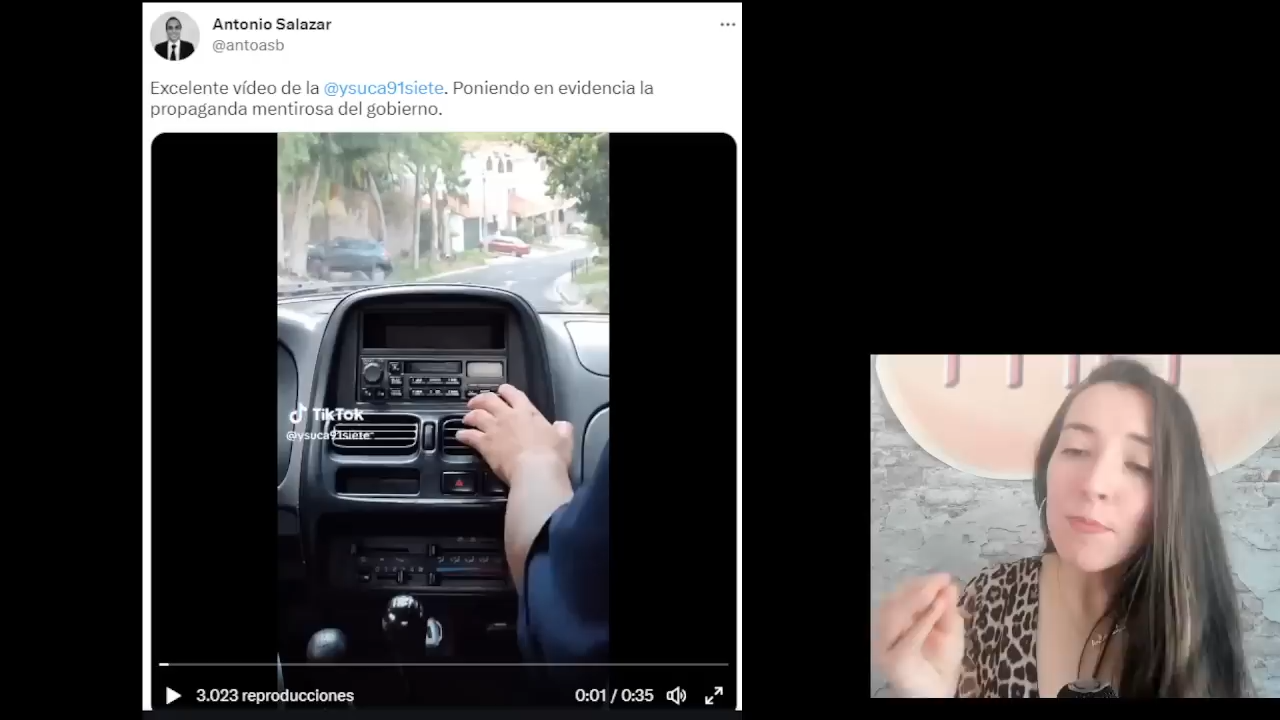 Antonio Salazar
@antoasb
Excelente vídeo de la @ysuca91siete. Poniendo en evidencia la
propaganda mentirosa del gobierno.
TikTok
@ysuca91siete
3.023 reproducciones
0:01 / 0:35